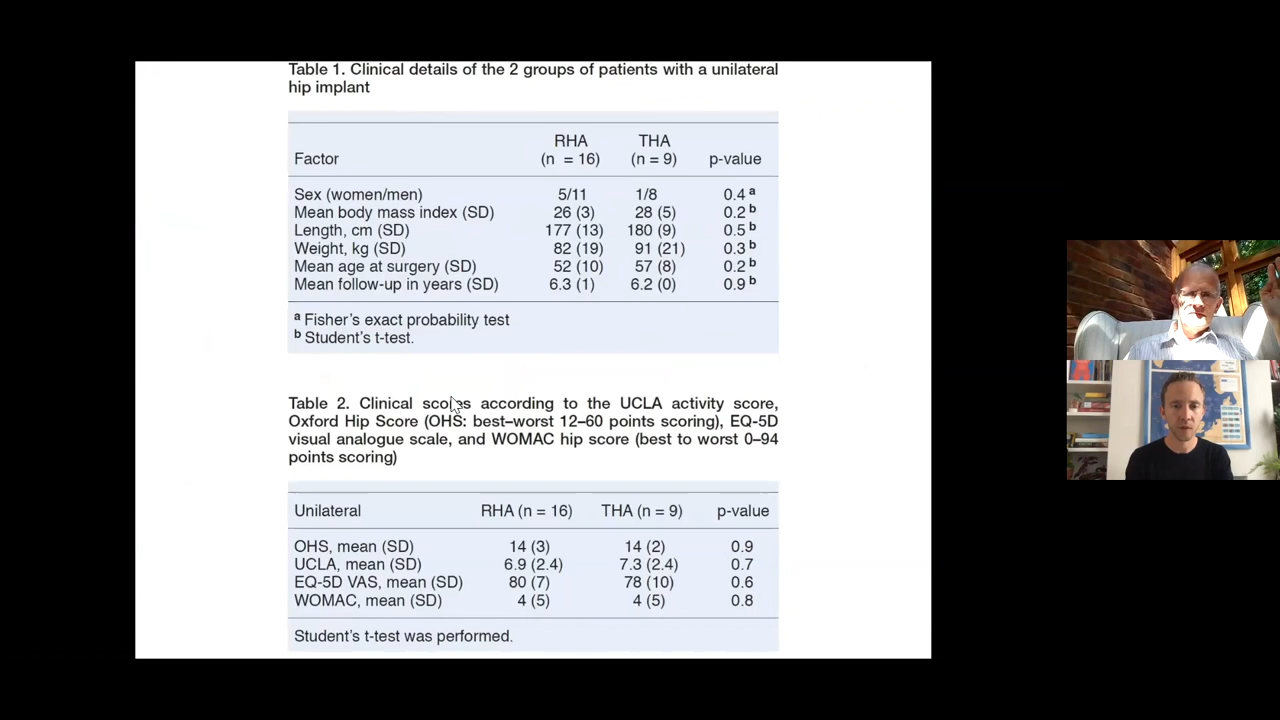 Table 1. Clinical details of the 2 groups of patients with a unilateral
hip implant
RHA THA
Factor (n = 16) (n = 9) p-value
Sex (women/men) 5/11 1/8 0.4 a
Mean body mass index (SD) 26 (3) 28 (5) 0.2 b
Length, cm (SD) 177 (13) 180 (9) 0.5 b
Weight, kg (SD) 82 (19) 91 (21) 0.3 b
Mean age at surgery (SD) 52 (10) 57 (8) 0.2 b
Mean follow-up in years (SD) 6.3 (1) 6.2 (0) 0.9 b
a Fisher's exact probability test
b Student's t-test.
Table 2. Clinical scores according to the UCLA activity score,
Oxford Hip Score (OHS: best–worst 12–60 points scoring), EQ-5D
visual analogue scale, and WOMAC hip score (best to worst 0–94
points scoring)
Unilateral RHA (n = 16) THA (n = 9) p-value
OHS, mean (SD) 14 (3) 14 (2) 0.9
UCLA, mean (SD) 6.9 (2.4) 7.3 (2.4) 0.7
EQ-5D VAS, mean (SD) 80 (7) 78 (10) 0.6
WOMAC, mean (SD) 4 (5) 4 (5) 0.8
Student's t-test was performed.